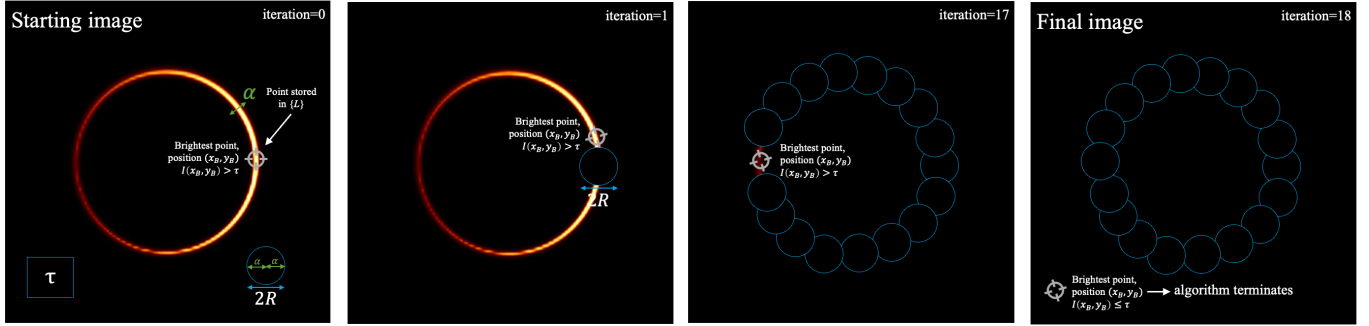 Starting image
iteration=0
α
Point stored
in {L}
Brightest point,
position (x_B, y_B)
I(x_B, y_B) > τ
τ
α α
2R
iteration=1
Brightest point,
position (x_B, y_B)
I(x_B, y_B) > τ
2R
iteration=17
Brightest point,
position (x_B, y_B)
I(x_B, y_B) > τ
Final image
iteration=18
Brightest point,
position (x_B, y_B) → algorithm terminates
I(x_B, y_B) ≤ τ